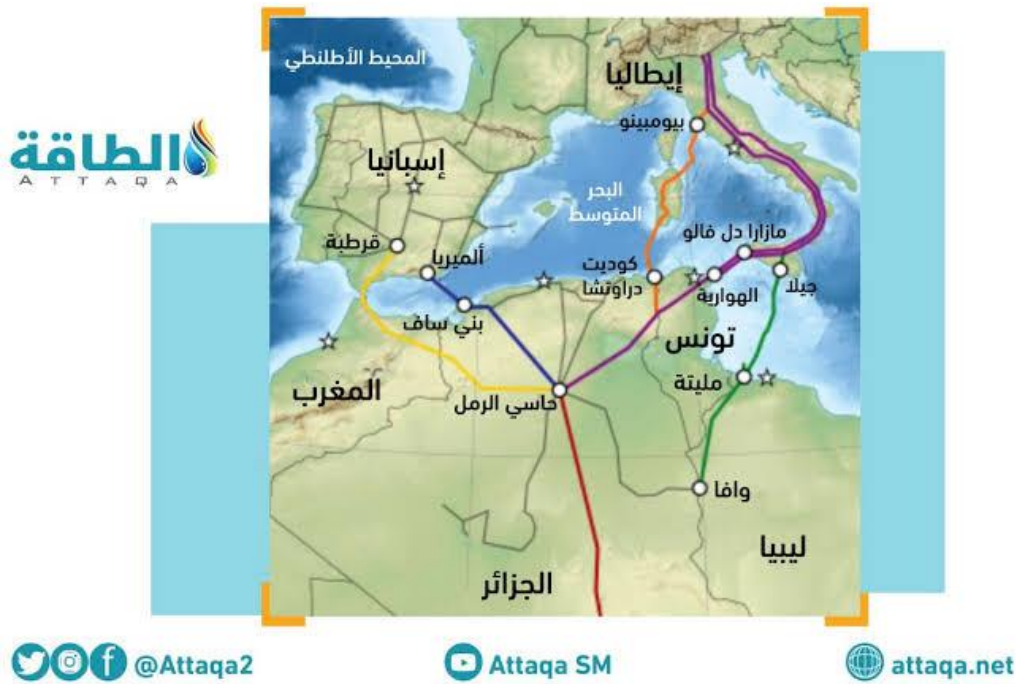 المحيط الأطلنطي
إيطاليا
بيومبينو
الطاقة
ATTAQA
إسبانيا
البحر
المتوسط
مازارا دل فالو
قرطبة
ألميريا
كوديت
دراوتشا
الهوارية
جيلا
بني ساف
تونس
المغرب
حاسي الرمل
مليتة
وافا
ليبيا
الجزائر
@Attaqa2
Attaqa SM
attaqa.net